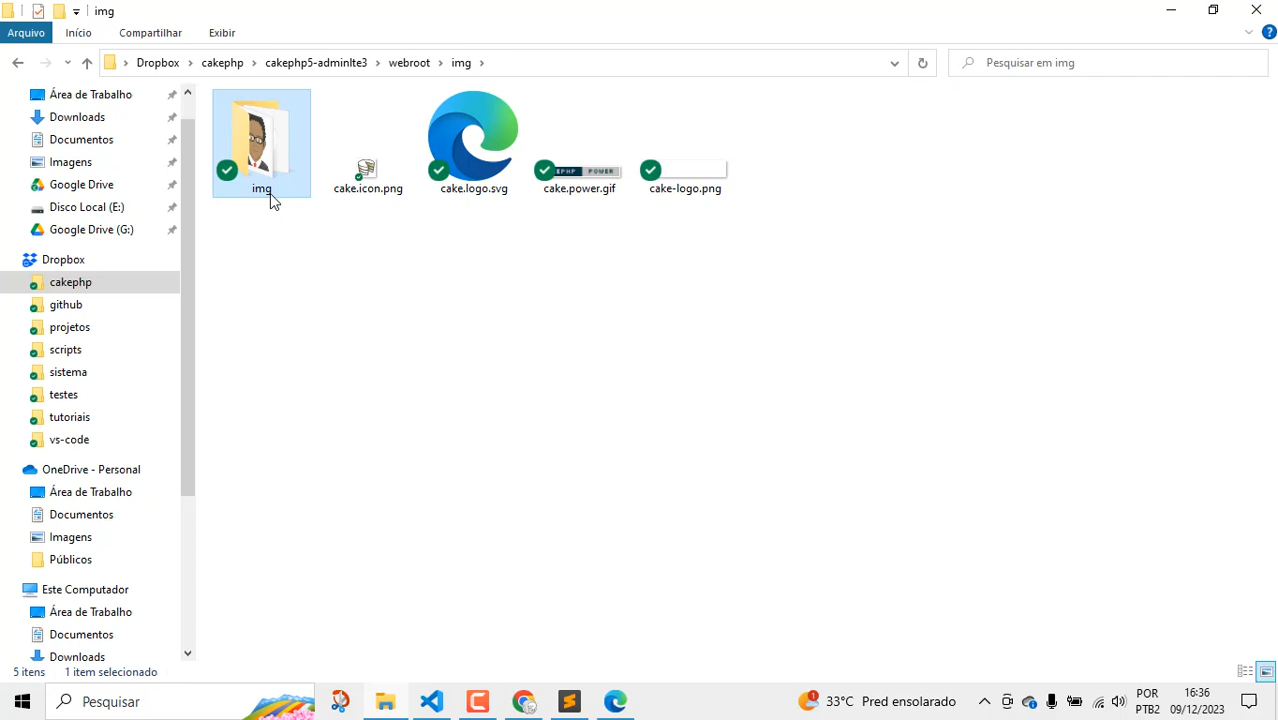 img
Arquivo
Início
Compartilhar
Exibir
Dropbox
cakephp
cakephp5-adminlte3
webroot
img
Pesquisar em img
Área de Trabalho
Downloads
Documentos
Imagens
Google Drive
Disco Local (E:)
Google Drive (G:)
Dropbox
cakephp
github
projetos
scripts
sistema
testes
tutoriais
vs-code
OneDrive - Personal
Área de Trabalho
Documentos
Imagens
Públicos
Este Computador
Área de Trabalho
Documentos
Downloads
img
cake.icon.png
cake.logo.svg
POWER
cake.power.gif
cake-logo.png
5 itens
1 item selecionado
Pesquisar
1
33°C Pred ensolarado
POR
PTB2
6:36
09/12/2023